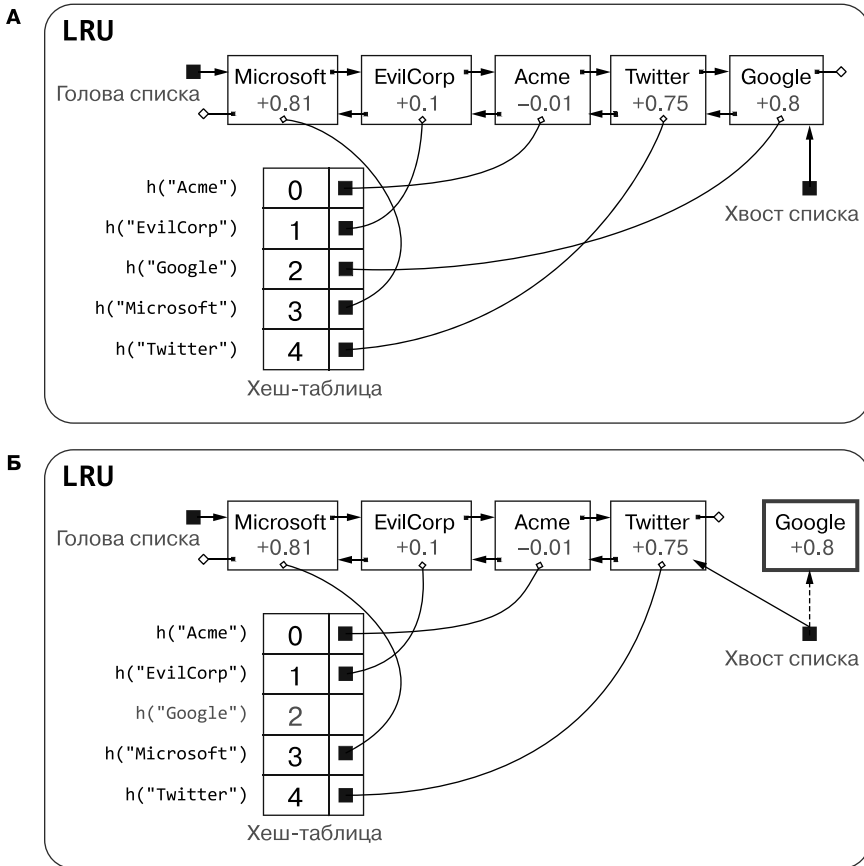 А
LRU
Microsoft EvilCorp Acme Twitter Google
Голова списка +0.81 +0.1 −0.01 +0.75 +0.8
h("Acme") 0
Хвост списка
h("EvilCorp") 1
h("Google") 2
h("Microsoft") 3
h("Twitter") 4
Хеш-таблица
Б
LRU
Microsoft EvilCorp Acme Twitter Google
Голова списка +0.81 +0.1 −0.01 +0.75 +0.8
h("Acme") 0
Хвост списка
h("EvilCorp") 1
h("Google") 2
h("Microsoft") 3
h("Twitter") 4
Хеш-таблица